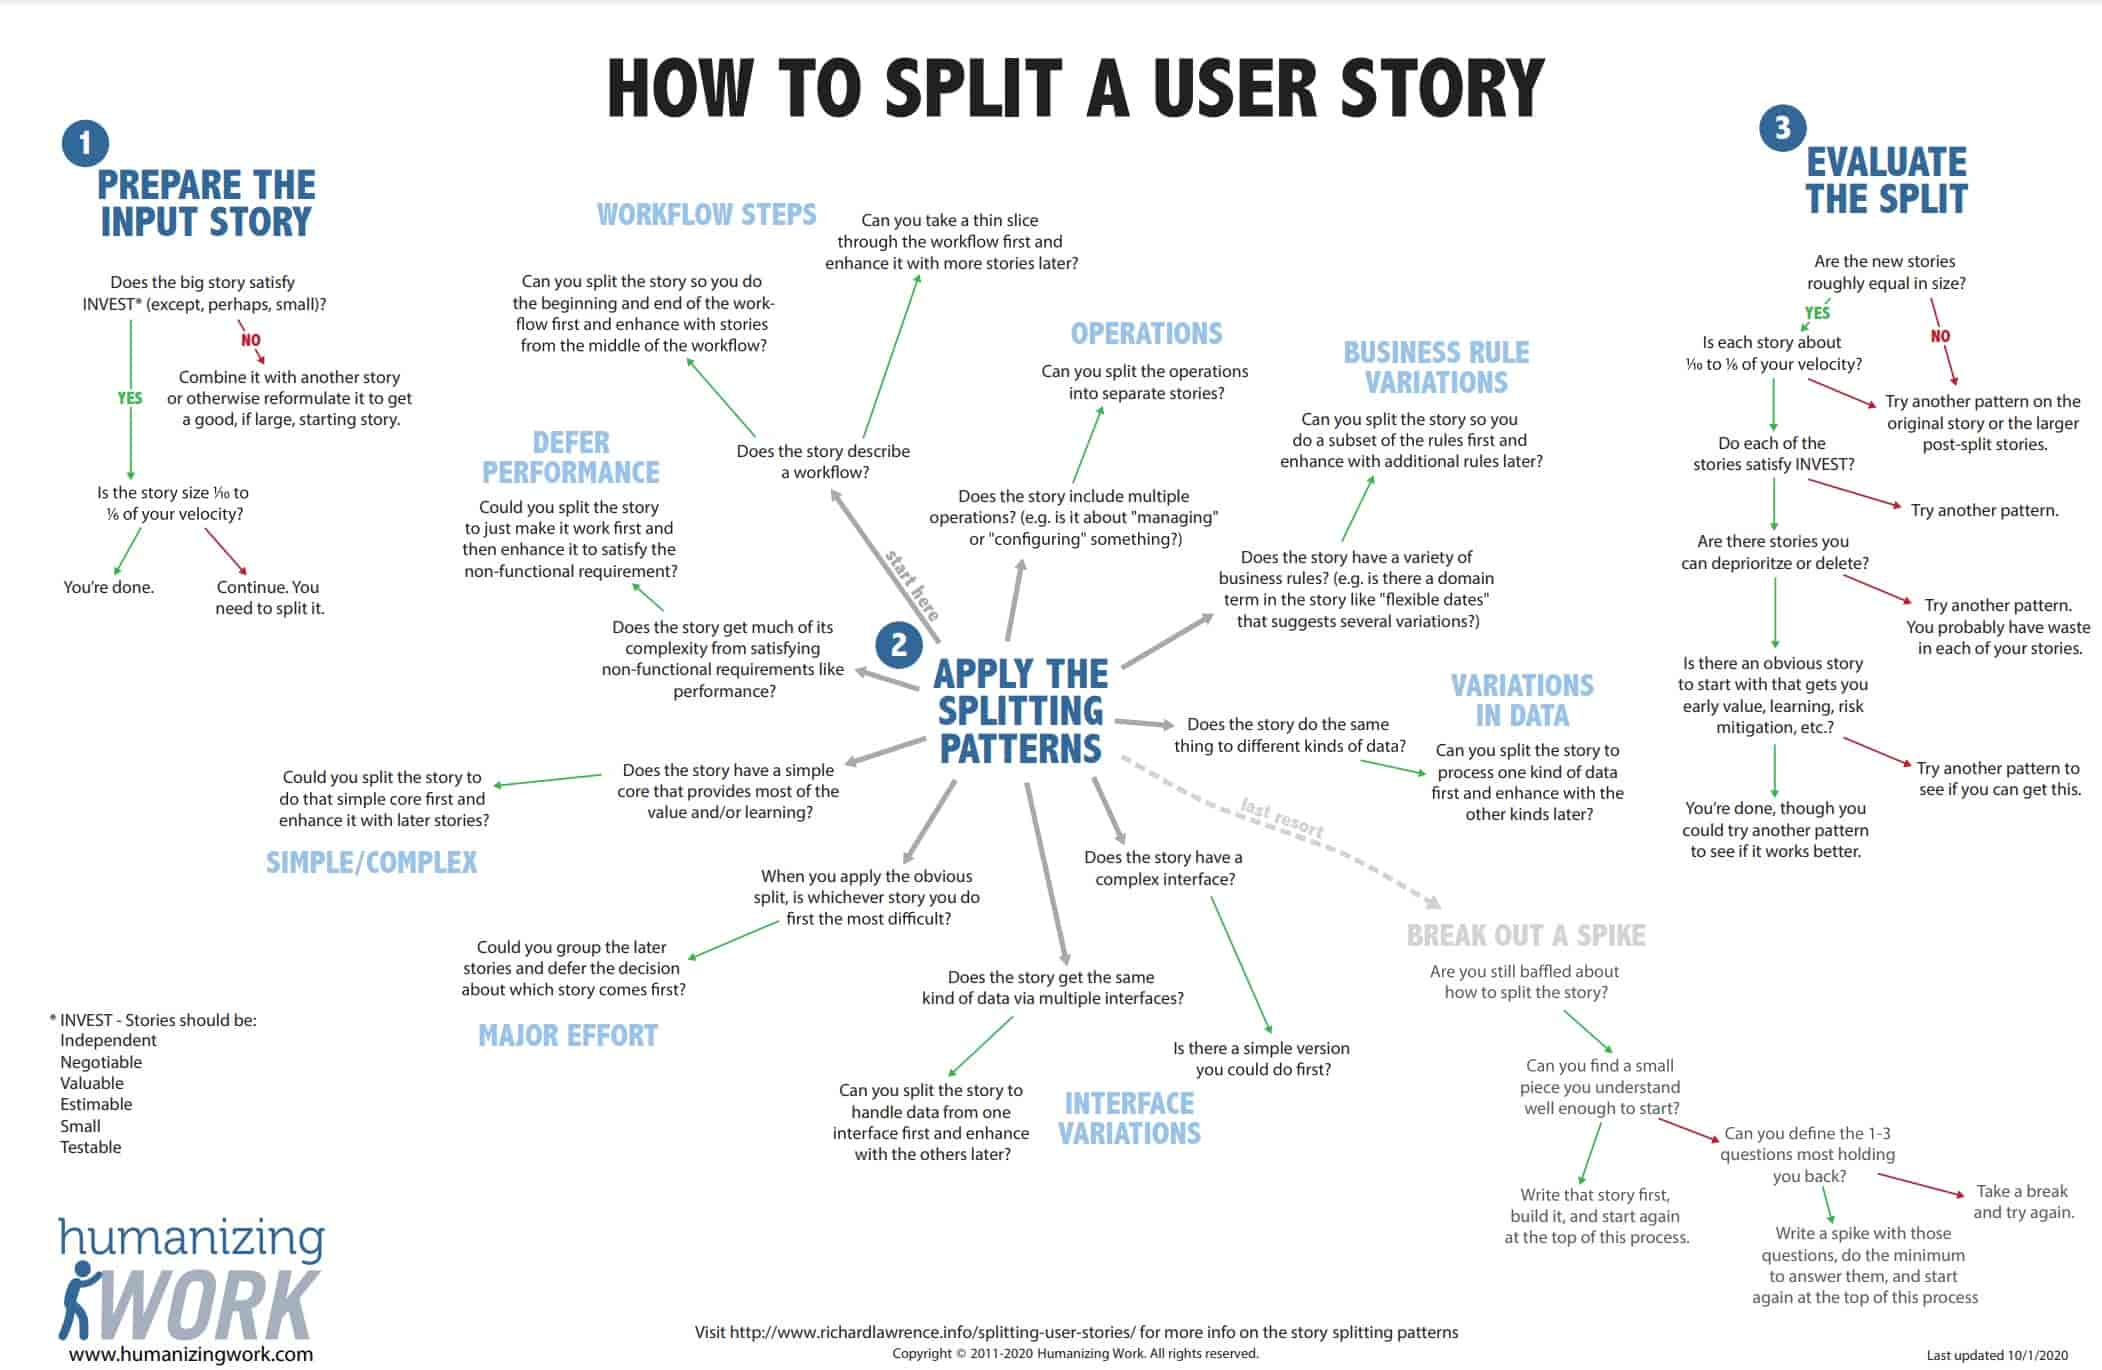 HOW TO SPLIT A USER STORY
1
PREPARE THE
INPUT STORY
Does the big story satisfy
INVEST* (except, perhaps, small)?
NO
Combine it with another story
or otherwise reformulate it to get
a good, if large, starting story.
YES
Is the story size 1⁄10 to
1⁄6 of your velocity?
You're done.
Continue. You
need to split it.
2
APPLY THE
SPLITTING
PATTERNS
start here
WORKFLOW STEPS
Does the story describe
a workflow?
Can you split the story so you do
the beginning and end of the work-
flow first and enhance with stories
from the middle of the workflow?
Can you take a thin slice
through the workflow first and
enhance it with more stories later?
OPERATIONS
Can you split the operations
into separate stories?
Does the story include multiple
operations? (e.g. is it about "managing"
or "configuring" something?)
BUSINESS RULE
VARIATIONS
Can you split the story so you
do a subset of the rules first and
enhance with additional rules later?
Does the story have a variety of
business rules? (e.g. is there a domain
term in the story like "flexible dates"
that suggests several variations?)
VARIATIONS
IN DATA
Does the story do the same
thing to different kinds of data?
Can you split the story to
process one kind of data
first and enhance with the
other kinds later?
DEFER
PERFORMANCE
Could you split the story
to just make it work first and
then enhance it to satisfy the
non-functional requirement?
Does the story get much of its
complexity from satisfying
non-functional requirements like
performance?
Could you split the story to
do that simple core first and
enhance it with later stories?
Does the story have a simple
core that provides most of the
value and/or learning?
SIMPLE/COMPLEX
When you apply the obvious
split, is whichever story you do
first the most difficult?
Could you group the later
stories and defer the decision
about which story comes first?
MAJOR EFFORT
Does the story have a
complex interface?
Does the story get the same
kind of data via multiple interfaces?
Is there a simple version
you could do first?
Can you split the story to
handle data from one
interface first and enhance
with the others later?
INTERFACE
VARIATIONS
last resort
BREAK OUT A SPIKE
Are you still baffled about
how to split the story?
Can you find a small
piece you understand
well enough to start?
Can you define the 1-3
questions most holding
you back?
Write that story first,
build it, and start again
at the top of this process.
Take a break
and try again.
Write a spike with those
questions, do the minimum
to answer them, and start
again at the top of this process
3
EVALUATE
THE SPLIT
Are the new stories
roughly equal in size?
YES
NO
Is each story about
1⁄10 to 1⁄6 of your velocity?
Try another pattern on the
original story or the larger
post-split stories.
Do each of the
stories satisfy INVEST?
Try another pattern.
Are there stories you
can deprioritize or delete?
Try another pattern.
You probably have waste
in each of your stories.
Is there an obvious story
to start with that gets you
early value, learning, risk
mitigation, etc.?
Try another pattern to
see if you can get this.
You're done, though you
could try another pattern
to see if it works better.
* INVEST - Stories should be:
Independent
Negotiable
Valuable
Estimable
Small
Testable
humanizing
WORK
www.humanizingwork.com
Visit http://www.richardlawrence.info/splitting-user-stories/ for more info on the story splitting patterns
Copyright © 2011-2020 Humanizing Work. All rights reserved.
Last updated 10/1/2020